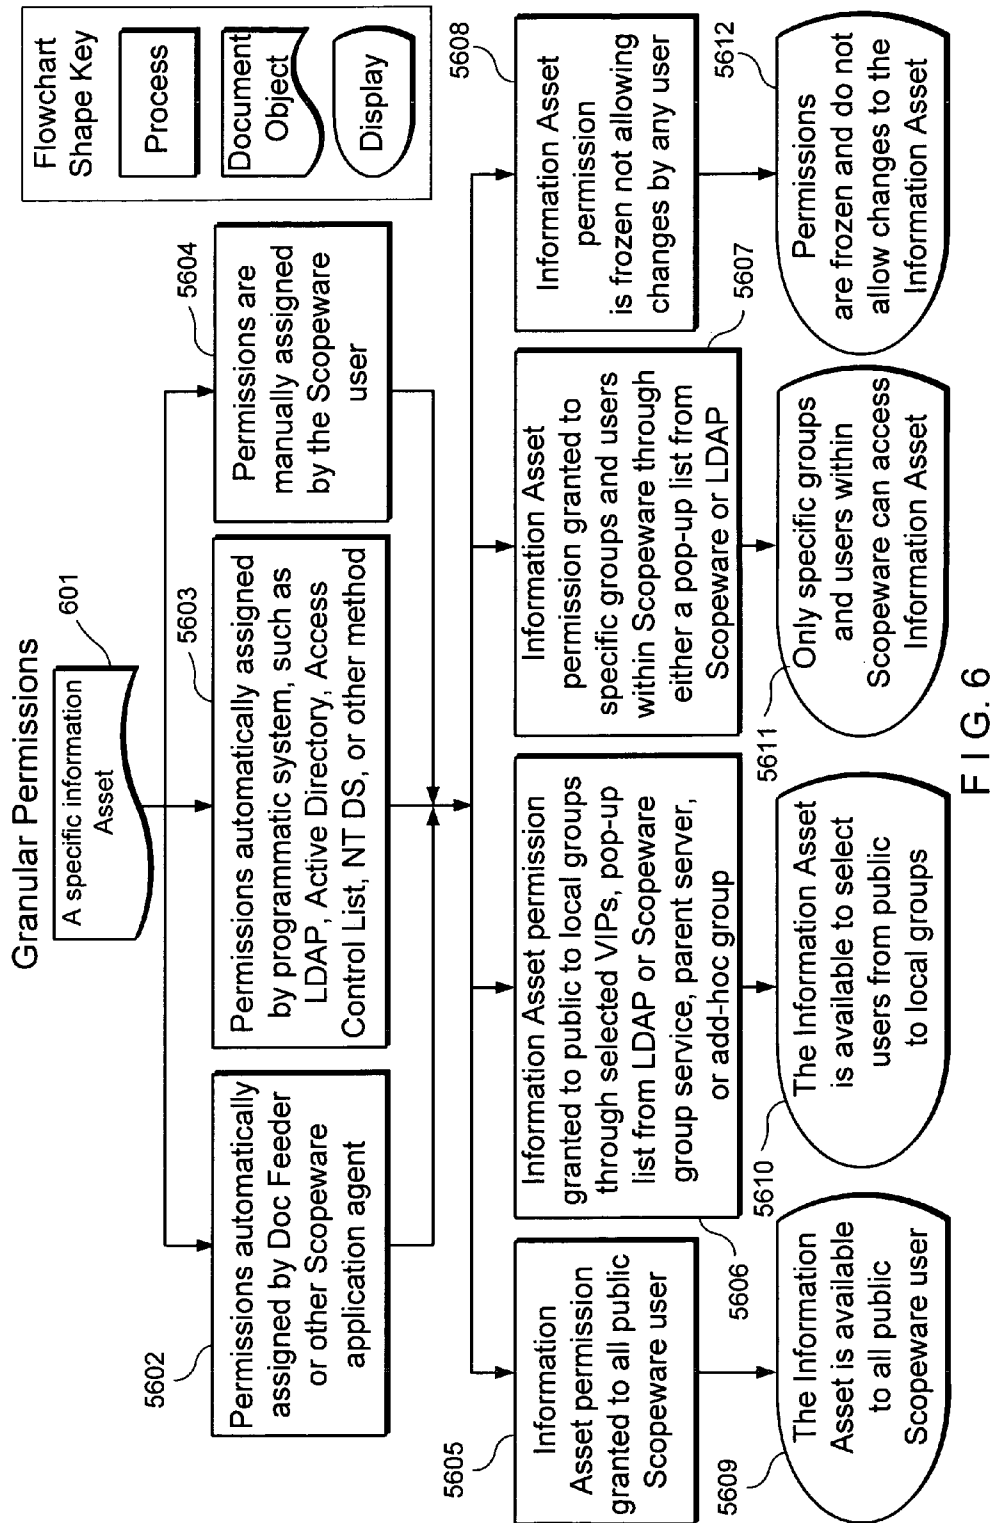 Granular Permissions
A specific information
Asset
601
Flowchart
Shape Key
Process
Document
Object
Display
5602
Permissions automatically
assigned by Doc Feeder
or other Scopeware
application agent
5603
Permissions automatically assigned
by programmatic system, such as
LDAP, Active Directory, Access
Control List, NT DS, or other method
5604
Permissions are
manually assigned
by the Scopeware
user
5605
Information
Asset permission
granted to all public
Scopeware user
5606
Information Asset permission
granted to public to local groups
through selected VIPs, pop-up
list from LDAP or Scopeware
group service, parent server,
or add-hoc group
5607
Information Asset
permission granted to
specific groups and users
within Scopeware through
either a pop-up list from
Scopeware or LDAP
5608
Information Asset
permission
is frozen not allowing
changes by any user
5609
The Information
Asset is available
to all public
Scopeware user
5610
The Information Asset
is available to select
users from public
to local groups
5611
Only specific groups
and users within
Scopeware can access
Information Asset
5612
Permissions
are frozen and do not
allow changes to the
Information Asset
FIG. 6